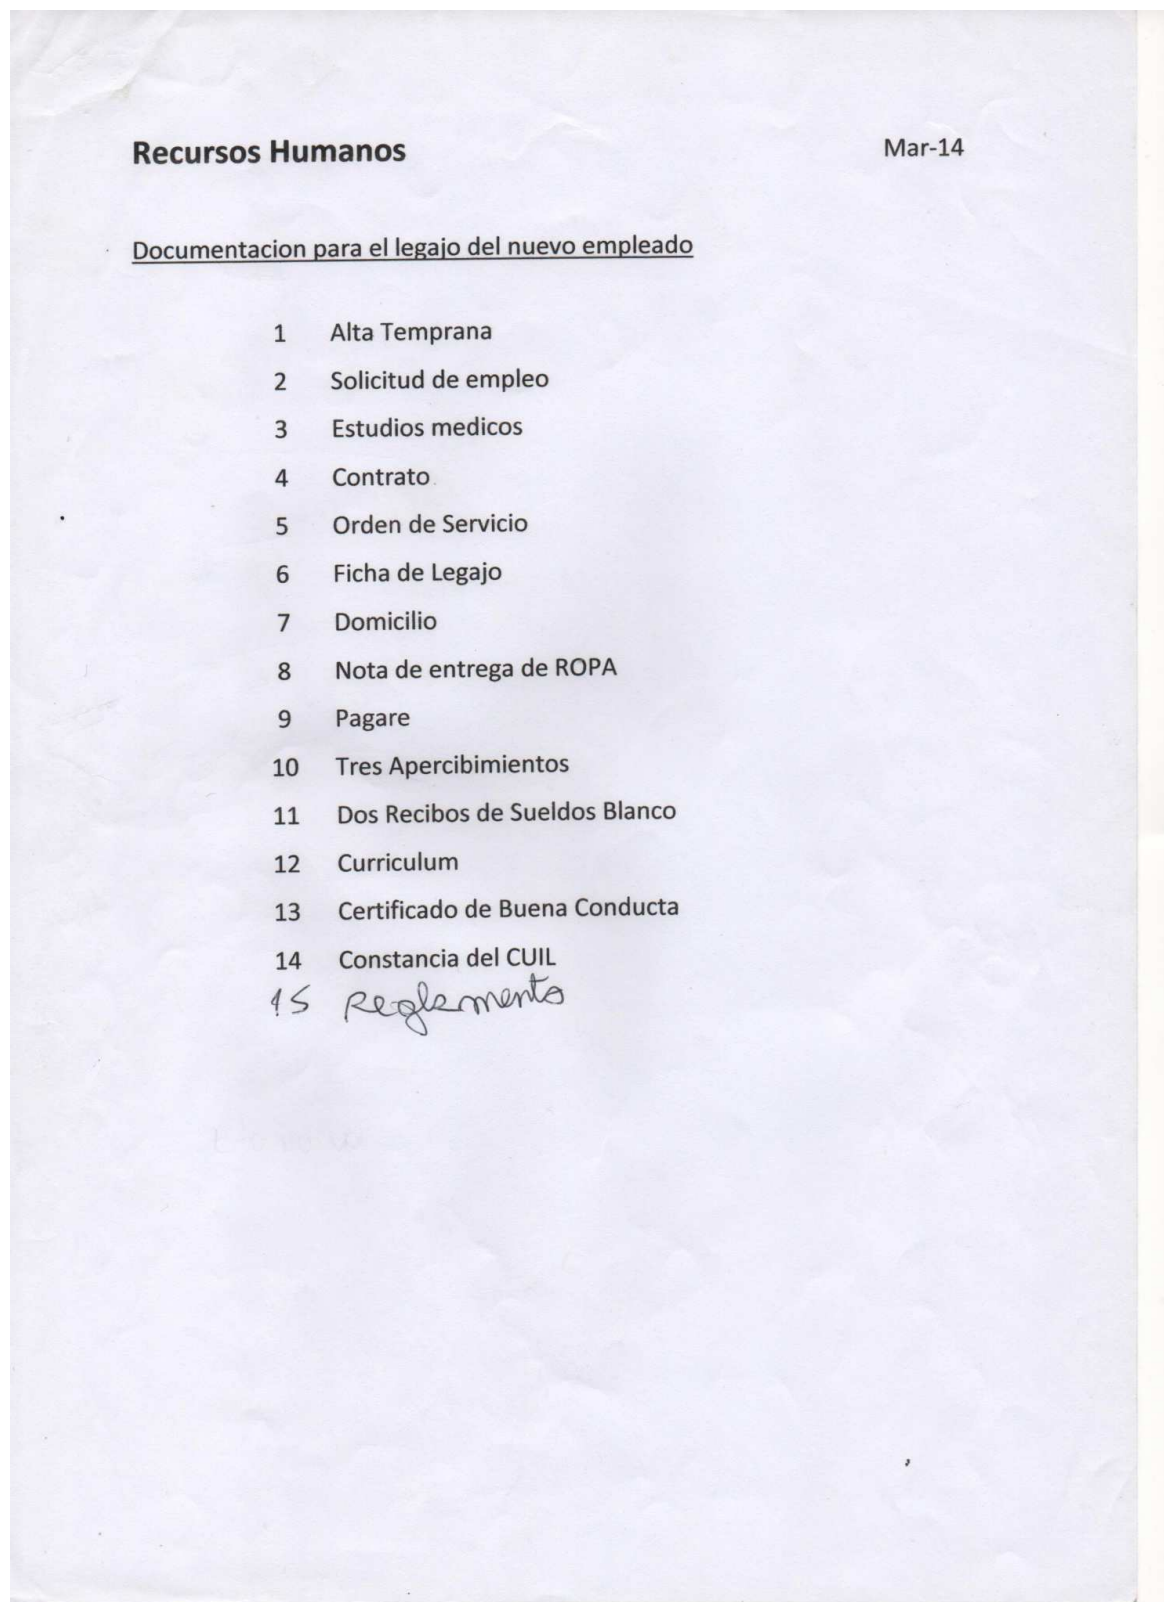 Recursos Humanos Mar-14
Documentacion para el legajo del nuevo empleado
1 Alta Temprana
2 Solicitud de empleo
3 Estudios medicos
4 Contrato
5 Orden de Servicio
6 Ficha de Legajo
7 Domicilio
8 Nota de entrega de ROPA
9 Pagare
10 Tres Apercibimientos
11 Dos Recibos de Sueldos Blanco
12 Curriculum
13 Certificado de Buena Conducta
14 Constancia del CUIL
15 Reglamento